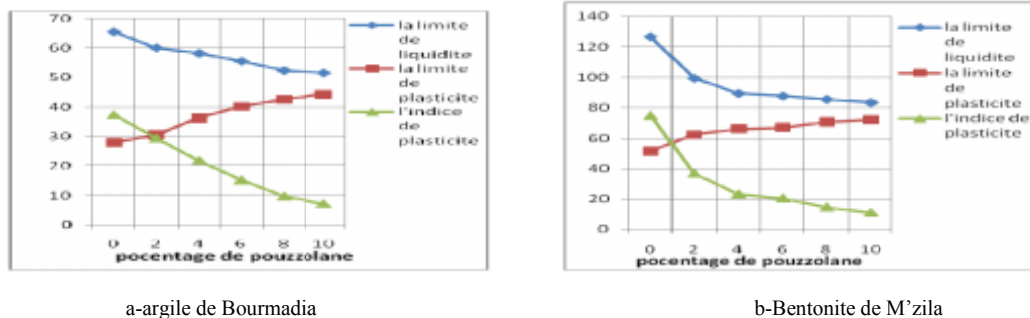 70
60
50
40
30
20
10
0
0 2 4 6 8 10
pocentage de pouzzolane
la limite
de
liquidite
la limite
de
plasticite
l'indice
de
plasticite
a-argile de Bourmadia
140
120
100
80
60
40
20
0
0 2 4 6 8 10
pocentage de pouzzolane
la limite
de
liquidite
la limite
de
plasticite
l'indice de
plasticite
b-Bentonite de M’zila